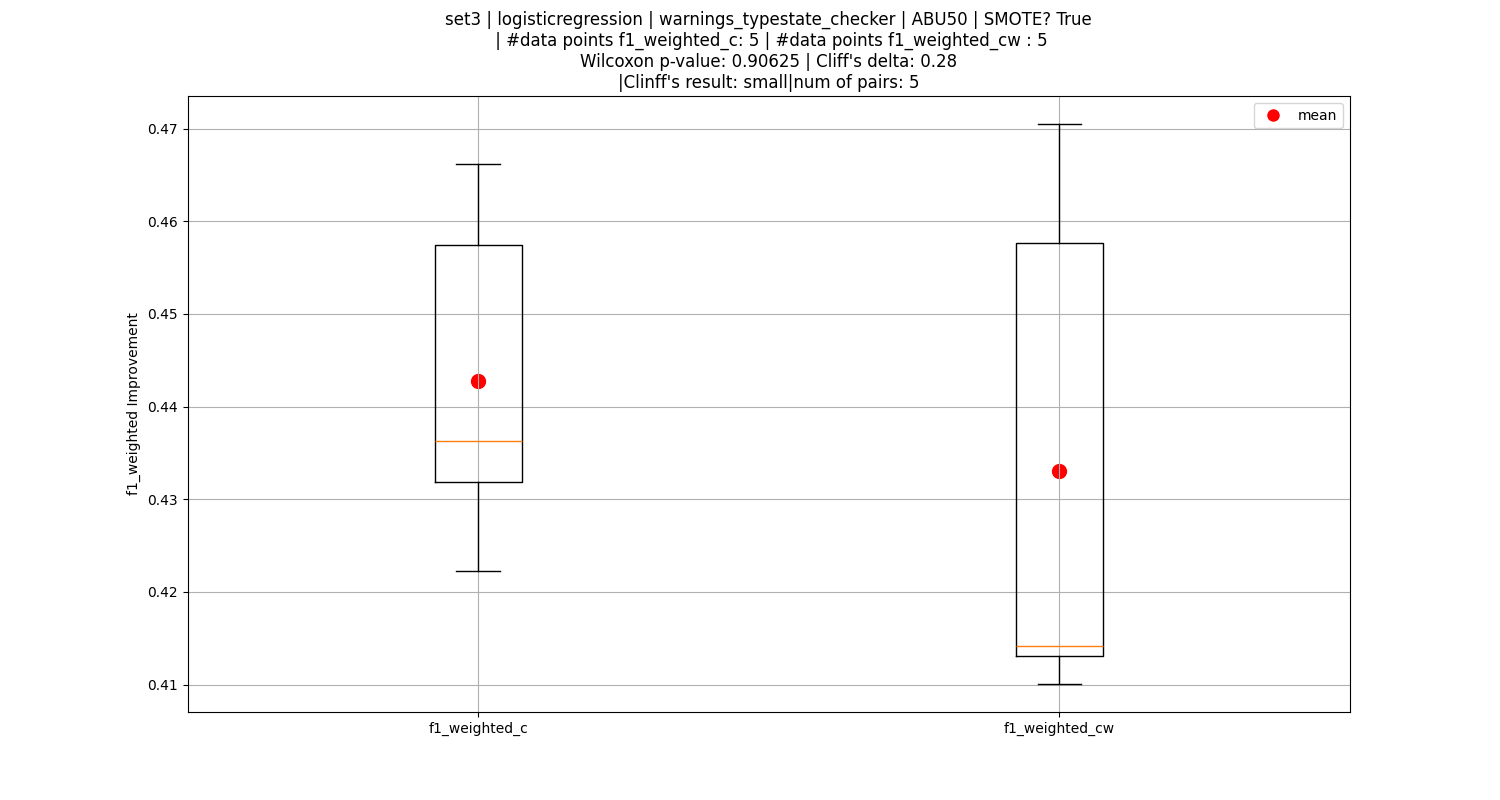 set3 | logisticregression | warnings_typestate_checker | ABU50 | SMOTE? True
| #data points f1_weighted_c: 5 | #data points f1_weighted_cw : 5
Wilcoxon p-value: 0.90625 | Cliff's delta: 0.28
|Clinff's result: small|num of pairs: 5
mean
0.47
0.46
0.45
0.44
0.43
0.42
0.41
f1_weighted Improvement
f1_weighted_c
f1_weighted_cw